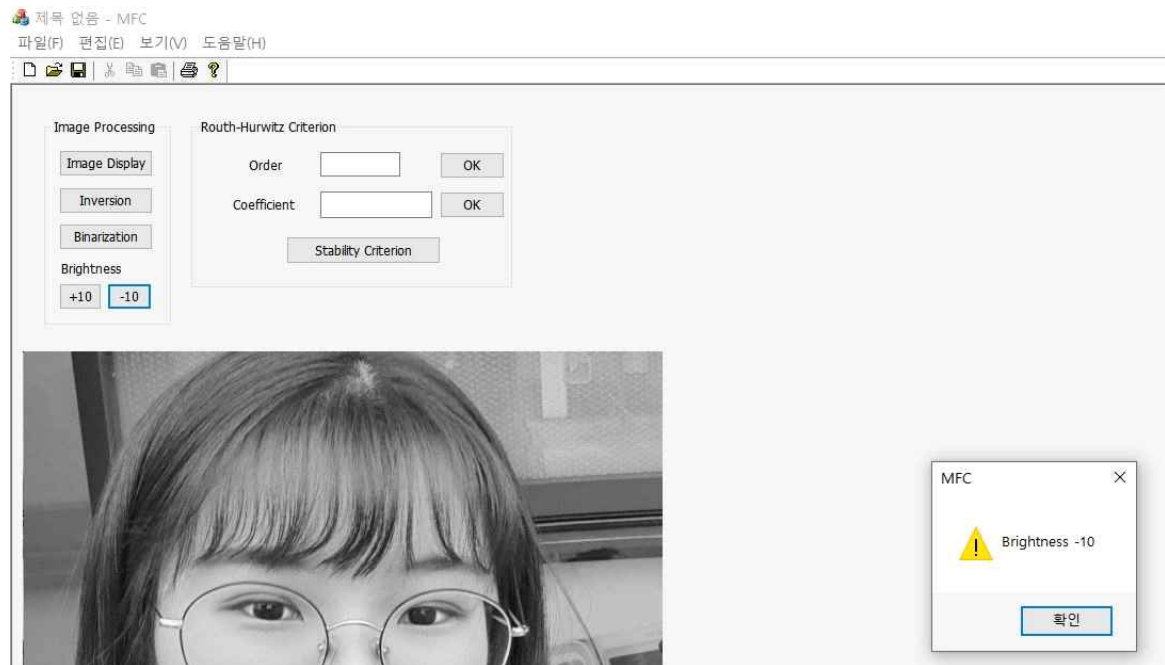 제목 없음 - MFC
파일(F) 편집(E) 보기(V) 도움말(H)
Image Processing
Image Display
Inversion
Binarization
Brightness
+10 -10
Routh-Hurwitz Criterion
Order OK
Coefficient OK
Stability Criterion
MFC
Brightness -10
확인